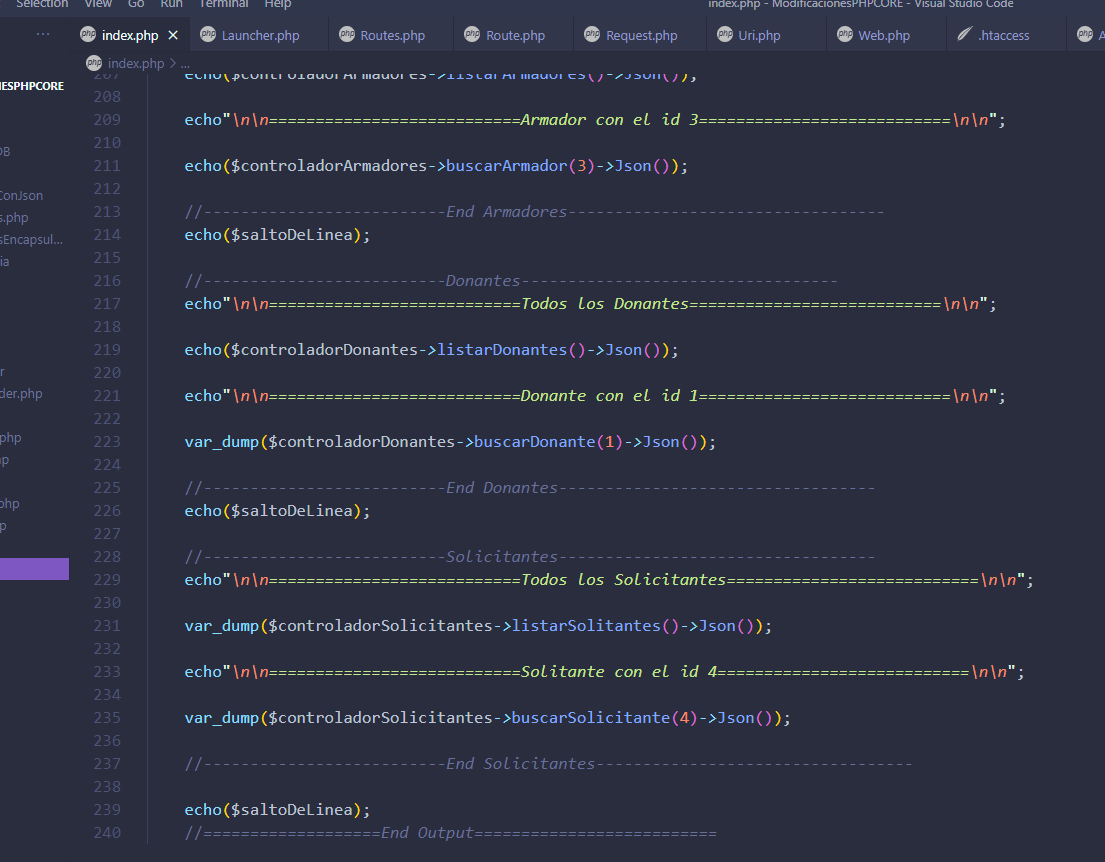 Selection View Go Run Terminal Help index.php - ModificacionesPHPCORE - Visual Studio Code
index.php Launcher.php Routes.php Route.php Request.php Uri.php Web.php .htaccess
index.php > ...
ESPHPCORE
ConJson
s.php
sEncapsul...
ia
der.php
php
php
207 echo($controladorArmadores->listarArmadores()->Json());
208
209 echo"\n\n===========================Armador con el id 3===========================\n\n";
210
211 echo($controladorArmadores->buscarArmador(3)->Json());
212
213 //--------------------------End Armadores----------------------------------
214 echo($saltoDeLinea);
215
216 //--------------------------Donantes----------------------------------
217 echo"\n\n===========================Todos los Donantes===========================\n\n";
218
219 echo($controladorDonantes->listarDonantes()->Json());
220
221 echo"\n\n===========================Donante con el id 1===========================\n\n";
222
223 var_dump($controladorDonantes->buscarDonante(1)->Json());
224
225 //--------------------------End Donantes----------------------------------
226 echo($saltoDeLinea);
227
228 //--------------------------Solicitantes----------------------------------
229 echo"\n\n===========================Todos los Solicitantes===========================\n\n";
230
231 var_dump($controladorSolicitantes->listarSolitantes()->Json());
232
233 echo"\n\n===========================Solitante con el id 4===========================\n\n";
234
235 var_dump($controladorSolicitantes->buscarSolicitante(4)->Json());
236
237 //--------------------------End Solicitantes----------------------------------
238
239 echo($saltoDeLinea);
240 //===================End Output==========================